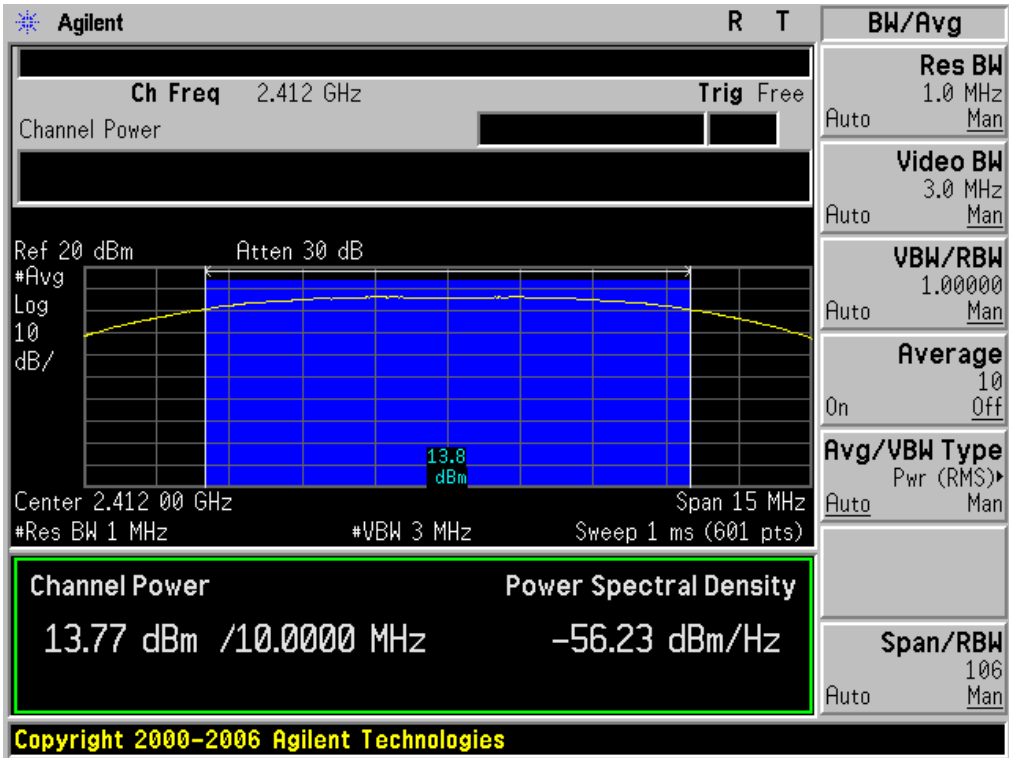 Agilent R T
BW/Avg
Ch Freq 2.412 GHz Trig Free
Channel Power
Ref 20 dBm Atten 30 dB
#Avg
Log
10
dB/
13.8
dBm
Center 2.412 00 GHz Span 15 MHz
#Res BW 1 MHz #VBW 3 MHz Sweep 1 ms (601 pts)
Channel Power Power Spectral Density
13.77 dBm /10.0000 MHz -56.23 dBm/Hz
Res BW
1.0 MHz
Auto Man
Video BW
3.0 MHz
Auto Man
VBW/RBW
1.00000
Auto Man
Average
10
On Off
Avg/VBW Type
Pwr (RMS)▸
Auto Man
Span/RBW
106
Auto Man
Copyright 2000-2006 Agilent Technologies